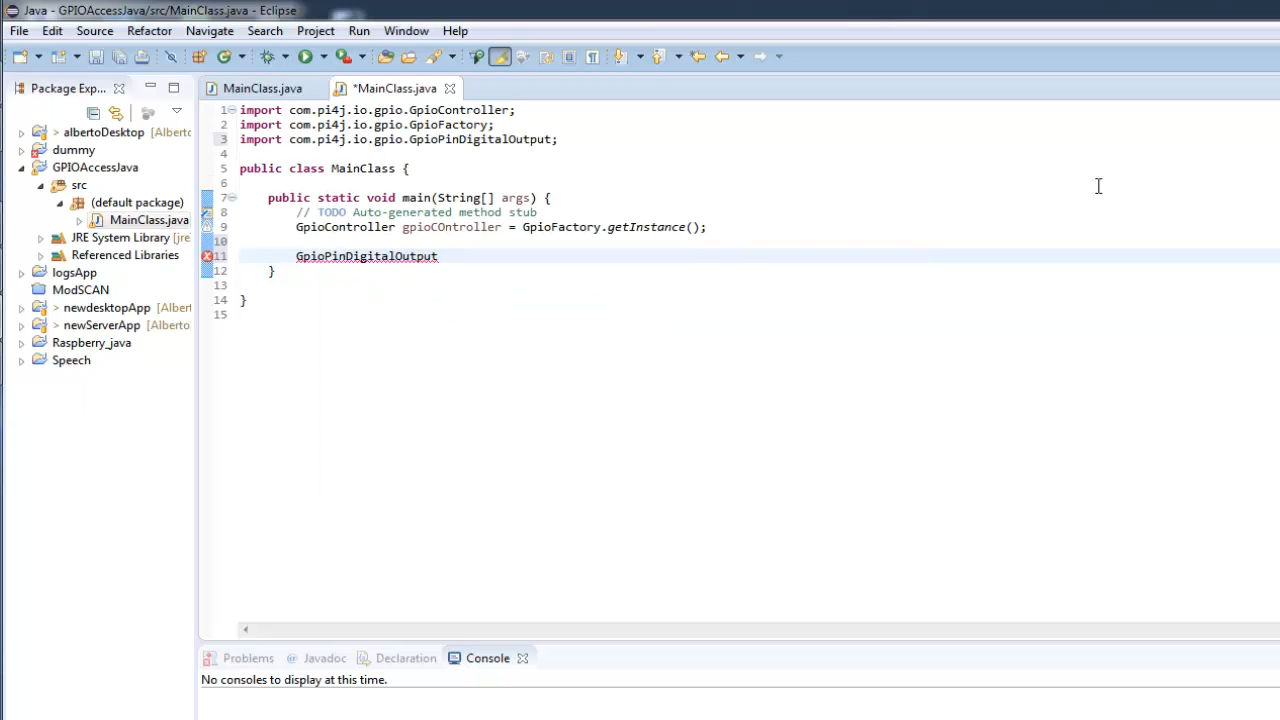 Java - GPIOAccessJava/src/MainClass.java - Eclipse
File Edit Source Refactor Navigate Search Project Run Window Help
Package Exp...
MainClass.java
*MainClass.java
> albertoDesktop [Albert
dummy
GPIOAccessJava
src
(default package)
MainClass.java
JRE System Library [jre
Referenced Libraries
logsApp
ModSCAN
> newdesktopApp [Albert
> newServerApp [Alberto
Raspberry_java
Speech
1 import com.pi4j.io.gpio.GpioController;
2 import com.pi4j.io.gpio.GpioFactory;
3 import com.pi4j.io.gpio.GpioPinDigitalOutput;
4
5 public class MainClass {
6
7 public static void main(String[] args) {
8 // TODO Auto-generated method stub
9 GpioController gpioCOntroller = GpioFactory.getInstance();
10
11 GpioPinDigitalOutput
12 }
13
14 }
15
Problems @ Javadoc Declaration Console
No consoles to display at this time.